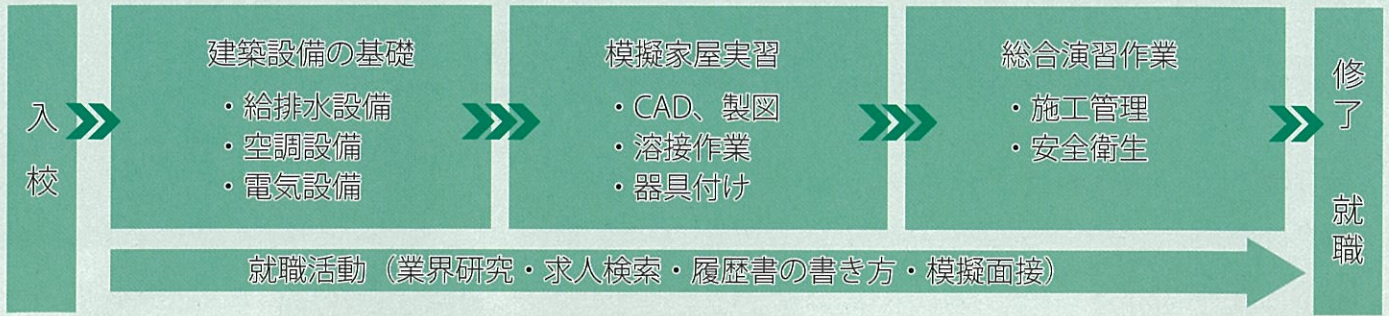 入校
建築設備の基礎
・給排水設備
・空調設備
・電気設備
模擬家屋実習
・CAD、製図
・溶接作業
・器具付け
総合演習作業
・施工管理
・安全衛生
修了 就職
就職活動（業界研究・求人検索・履歴書の書き方・模擬面接）